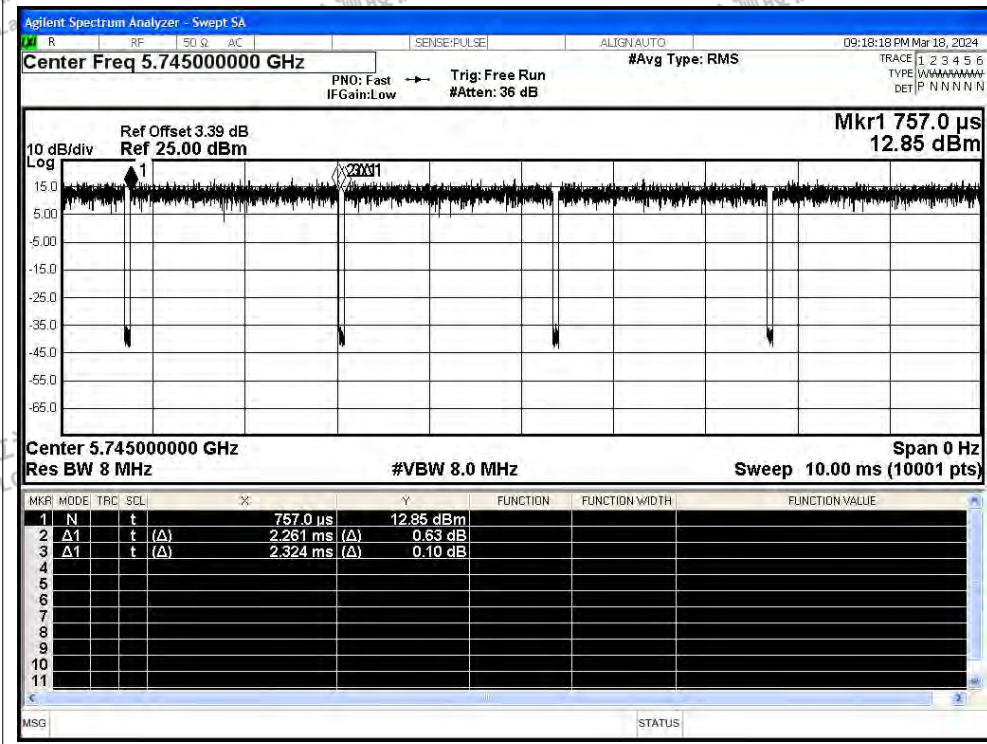 Agilent Spectrum Analyzer - Swept SA
R RF 50 Ω AC SENSE:PULSE ALIGN AUTO 09:18:18 PM Mar 18, 2024
Center Freq 5.745000000 GHz #Avg Type: RMS TRACE 1 2 3 4 5 6
PNO: Fast Trig: Free Run TYPE WWWWWW
IFGain:Low #Atten: 36 dB DET P N N N N N
Mkr1 757.0 µs
Ref Offset 3.39 dB
10 dB/div Ref 25.00 dBm 12.85 dBm
Log
1
15.0
5.00
-5.00
-15.0
-25.0
-35.0
-45.0
-55.0
-65.0
Center 5.745000000 GHz Span 0 Hz
Res BW 8 MHz #VBW 8.0 MHz Sweep 10.00 ms (10001 pts)
MKR MODE TRC SCL X Y FUNCTION FUNCTION WIDTH FUNCTION VALUE
1 N t 757.0 µs 12.85 dBm
2 Δ1 t (Δ) 2.261 ms (Δ) 0.63 dB
3 Δ1 t (Δ) 2.324 ms (Δ) 0.10 dB
4
5
6
7
8
9
10
11
MSG STATUS